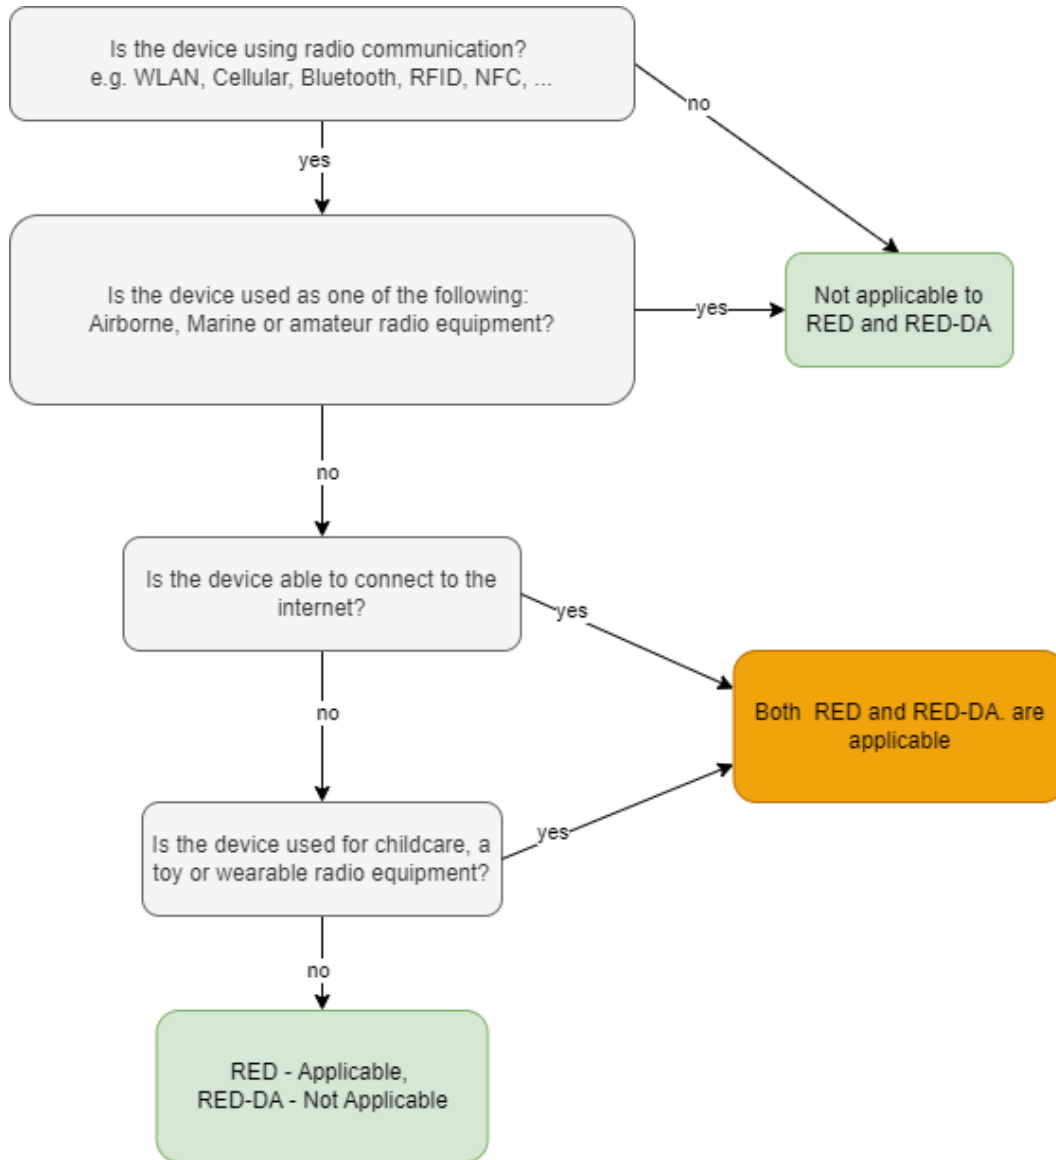 Is the device using radio communication?
e.g. WLAN, Cellular, Bluetooth, RFID, NFC, ...
no
yes
Is the device used as one of the following:
Airborne, Marine or amateur radio equipment?
yes
Not applicable to
RED and RED-DA
no
Is the device able to connect to the
internet?
yes
no
Both RED and RED-DA. are
applicable
Is the device used for childcare, a
toy or wearable radio equipment?
yes
no
RED - Applicable,
RED-DA - Not Applicable